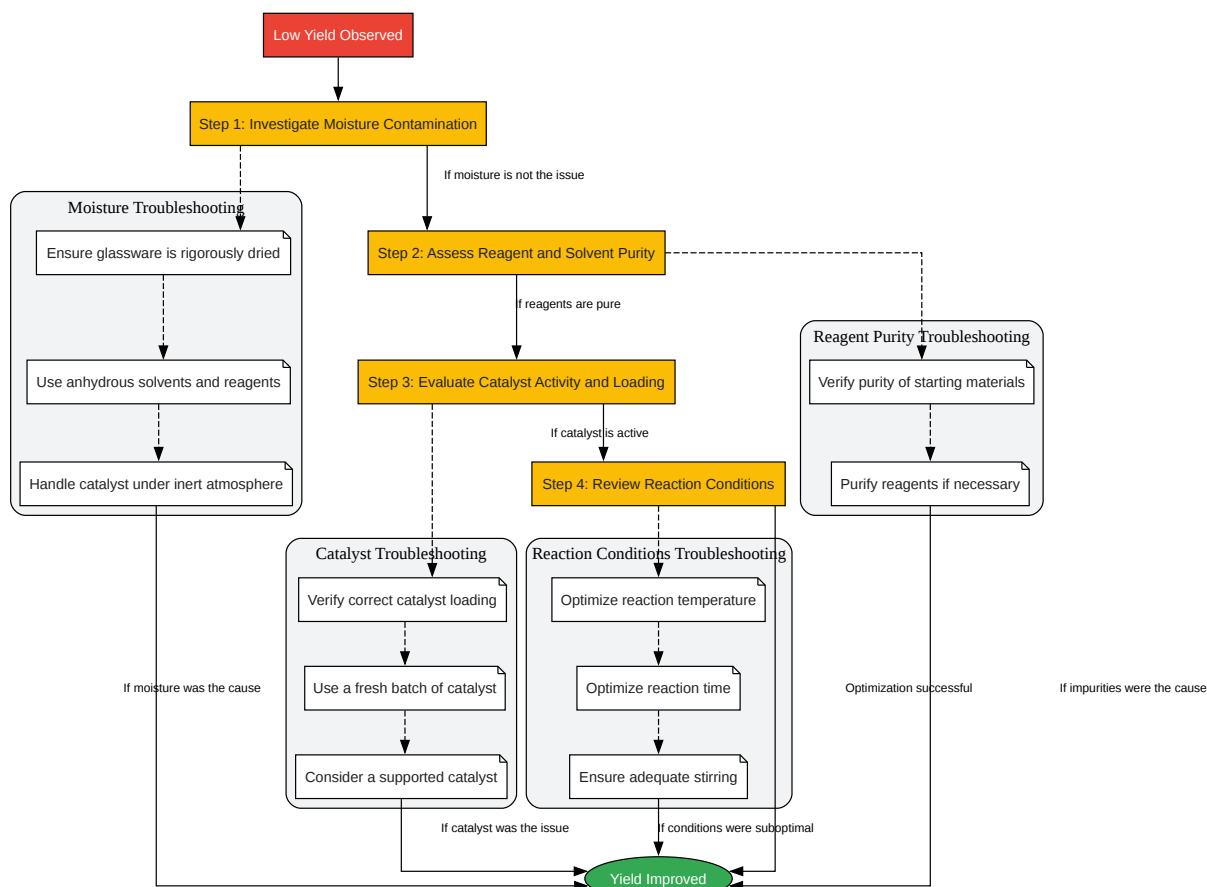 Low Yield Observed
Step 1: Investigate Moisture Contamination
If moisture is not the issue
Moisture Troubleshooting
Ensure glassware is rigorously dried
Step 2: Assess Reagent and Solvent Purity
If reagents are pure
Reagent Purity Troubleshooting
Use anhydrous solvents and reagents
Step 3: Evaluate Catalyst Activity and Loading
Verify purity of starting materials
If catalyst is active
Handle catalyst under inert atmosphere
Step 4: Review Reaction Conditions
Purify reagents if necessary
Catalyst Troubleshooting
Reaction Conditions Troubleshooting
Verify correct catalyst loading
Optimize reaction temperature
If moisture was the cause
Use a fresh batch of catalyst
Optimize reaction time
Optimization successful
If impurities were the cause
Consider a supported catalyst
Ensure adequate stirring
If catalyst was the issue
If conditions were suboptimal
Yield Improved